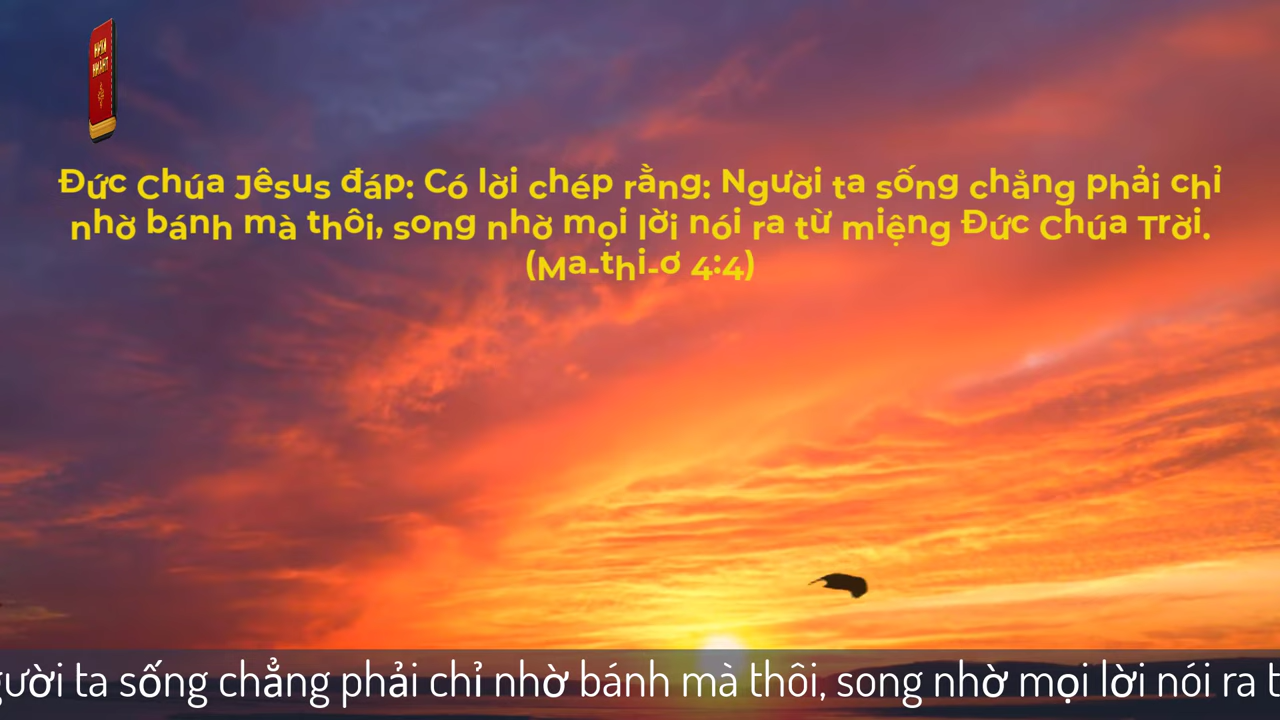 KINH
THÁNH
Đức Chúa Jêsus đáp: Có lời chép rằng: Người ta sống chẳng phải chỉ
nhờ bánh mà thôi, song nhờ mọi lời nói ra từ miệng Đức Chúa Trời.
(Ma-thi-ơ 4:4)
gười ta sống chẳng phải chỉ nhờ bánh mà thôi, song nhờ mọi lời nói ra t